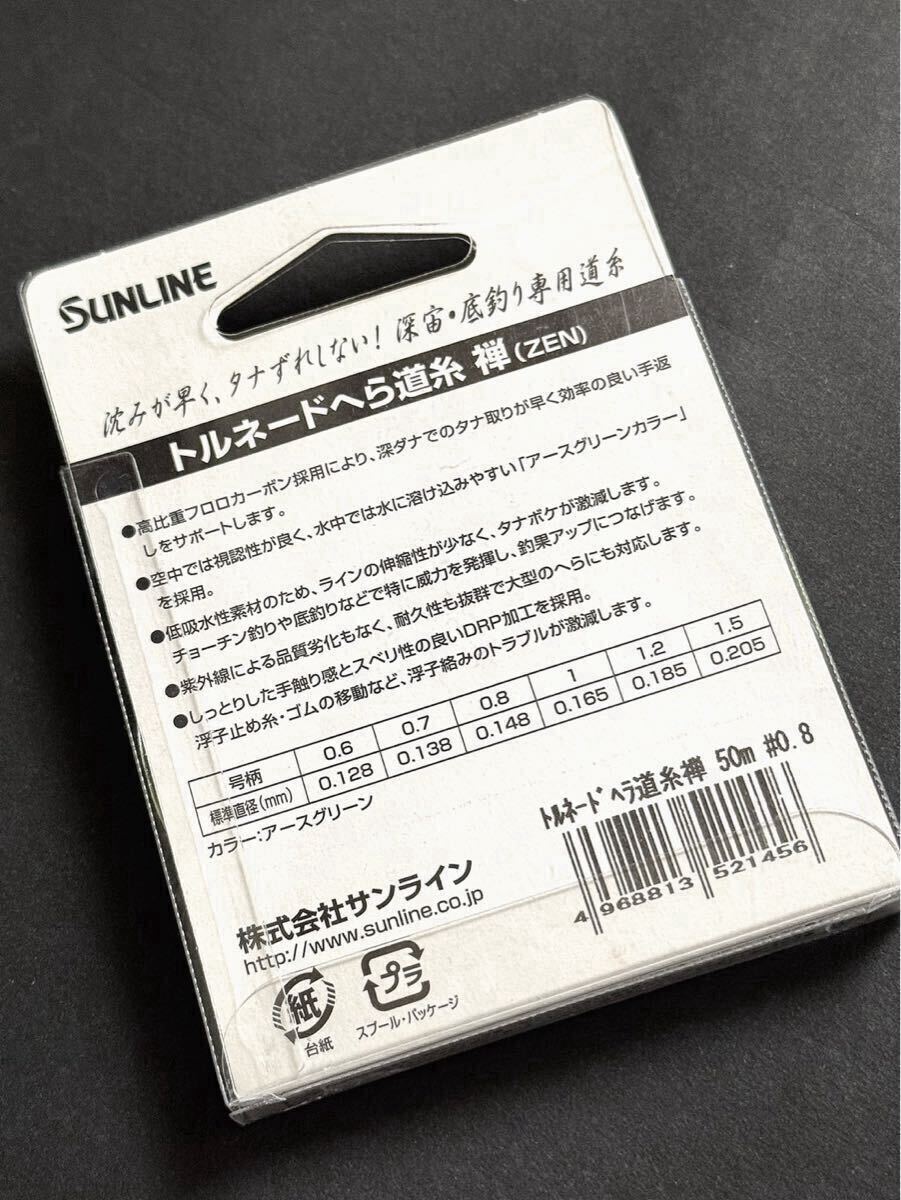 SUNLINE
沈みが早く、タナずれしない！深宙・底釣り専用道糸
トルネードへら道糸 禅(ZEN)
●高比重フロロカーボン採用により、深ダナでのタナ取りが早く効率の良い手返
しをサポートします。
●空中では視認性が良く、水中では水に溶け込みやすい「アースグリーンカラー」
を採用。
●低吸水性素材のため、ラインの伸縮性が少なく、タナボケが激減します。
チョーチン釣りや底釣りなどで特に威力を発揮し、釣果アップにつなげます。
●紫外線による品質劣化もなく、耐久性も抜群で大型のへらにも対応します。
●しっとりした手触り感とスベリ性の良いDRP加工を採用。
浮子止め糸・ゴムの移動など、浮子絡みのトラブルが激減します。
号柄 0.6 0.7 0.8 1 1.2 1.5
標準直径(mm) 0.128 0.138 0.148 0.165 0.185 0.205
カラー:アースグリーン
トルネードヘラ道糸禅 50m #0.8
4 968813 521456
株式会社サンライン
http://www.sunline.co.jp
紙
台紙
プラ
スプール・パッケージ